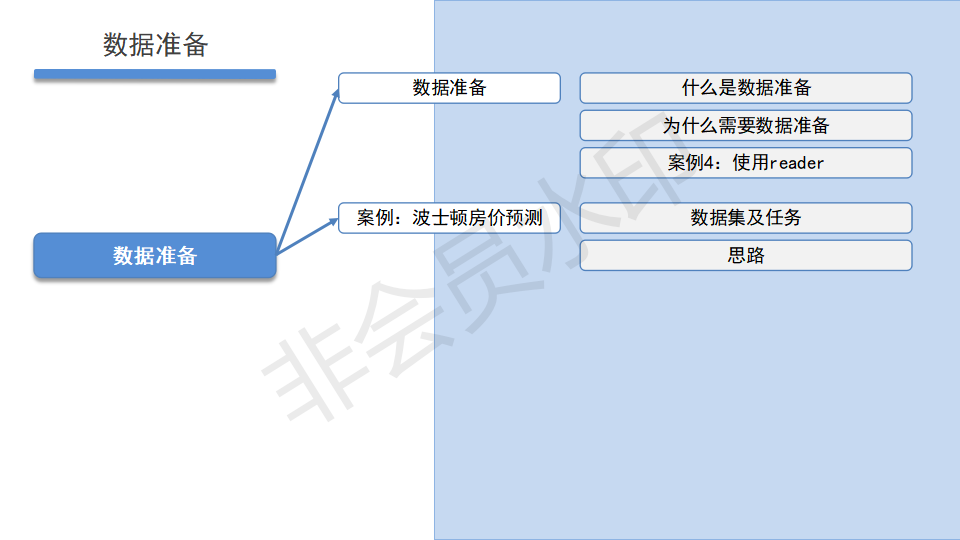 数据准备
数据准备
什么是数据准备
为什么需要数据准备
案例4：使用reader
案例：波士顿房价预测
数据集及任务
思路
数据准备
非会员水印